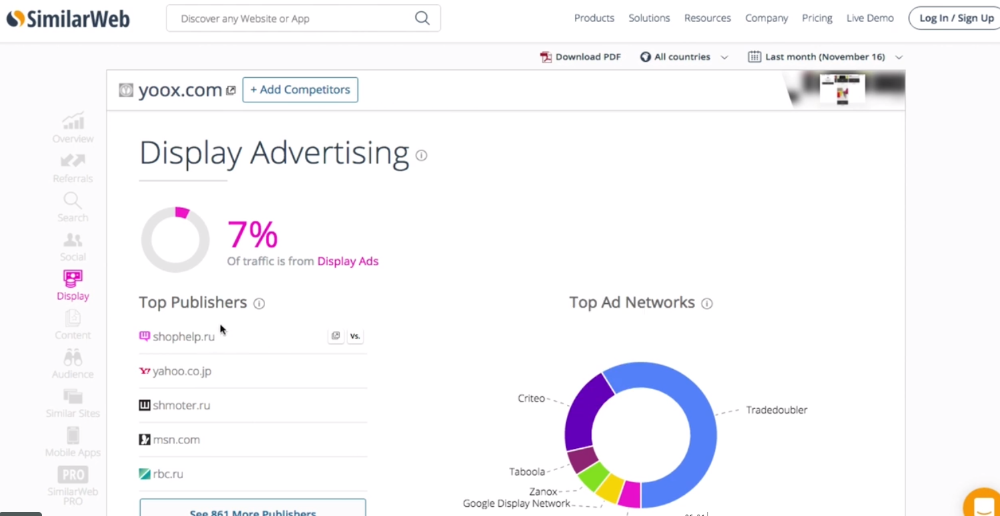 SimilarWeb
Discover any Website or App
Products Solutions Resources Company Pricing Live Demo Log In / Sign Up
Download PDF All countries Last month (November 16)
yoox.com + Add Competitors
Overview
Referrals
Search
Social
Display
Content
Audience
Similar Sites
Mobile Apps
PRO
SimilarWeb
PRO
Display Advertising
7%
Of traffic is from Display Ads
Top Publishers
shophelp.ru Vs.
yahoo.co.jp
shmoter.ru
msn.com
rbc.ru
See 861 More Publishers
Top Ad Networks
Criteo
Tradedoubler
Taboola
Zanox
Google Display Network